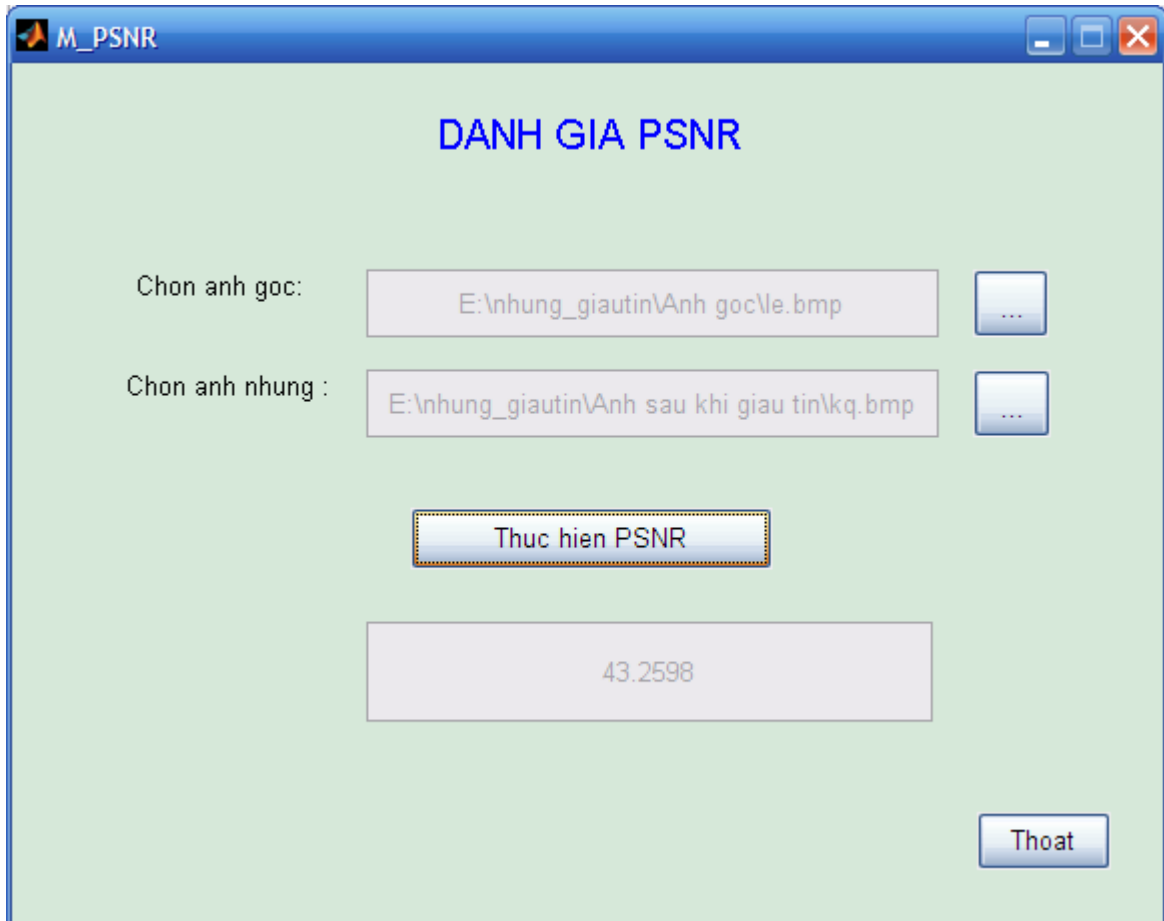 M_PSNR
DANH GIA PSNR
Chon anh goc:
E:\nhung_giautin\Anh goc\le.bmp
...
Chon anh nhung :
E:\nhung_giautin\Anh sau khi giau tin\kq.bmp
...
Thuc hien PSNR
43.2598
Thoat